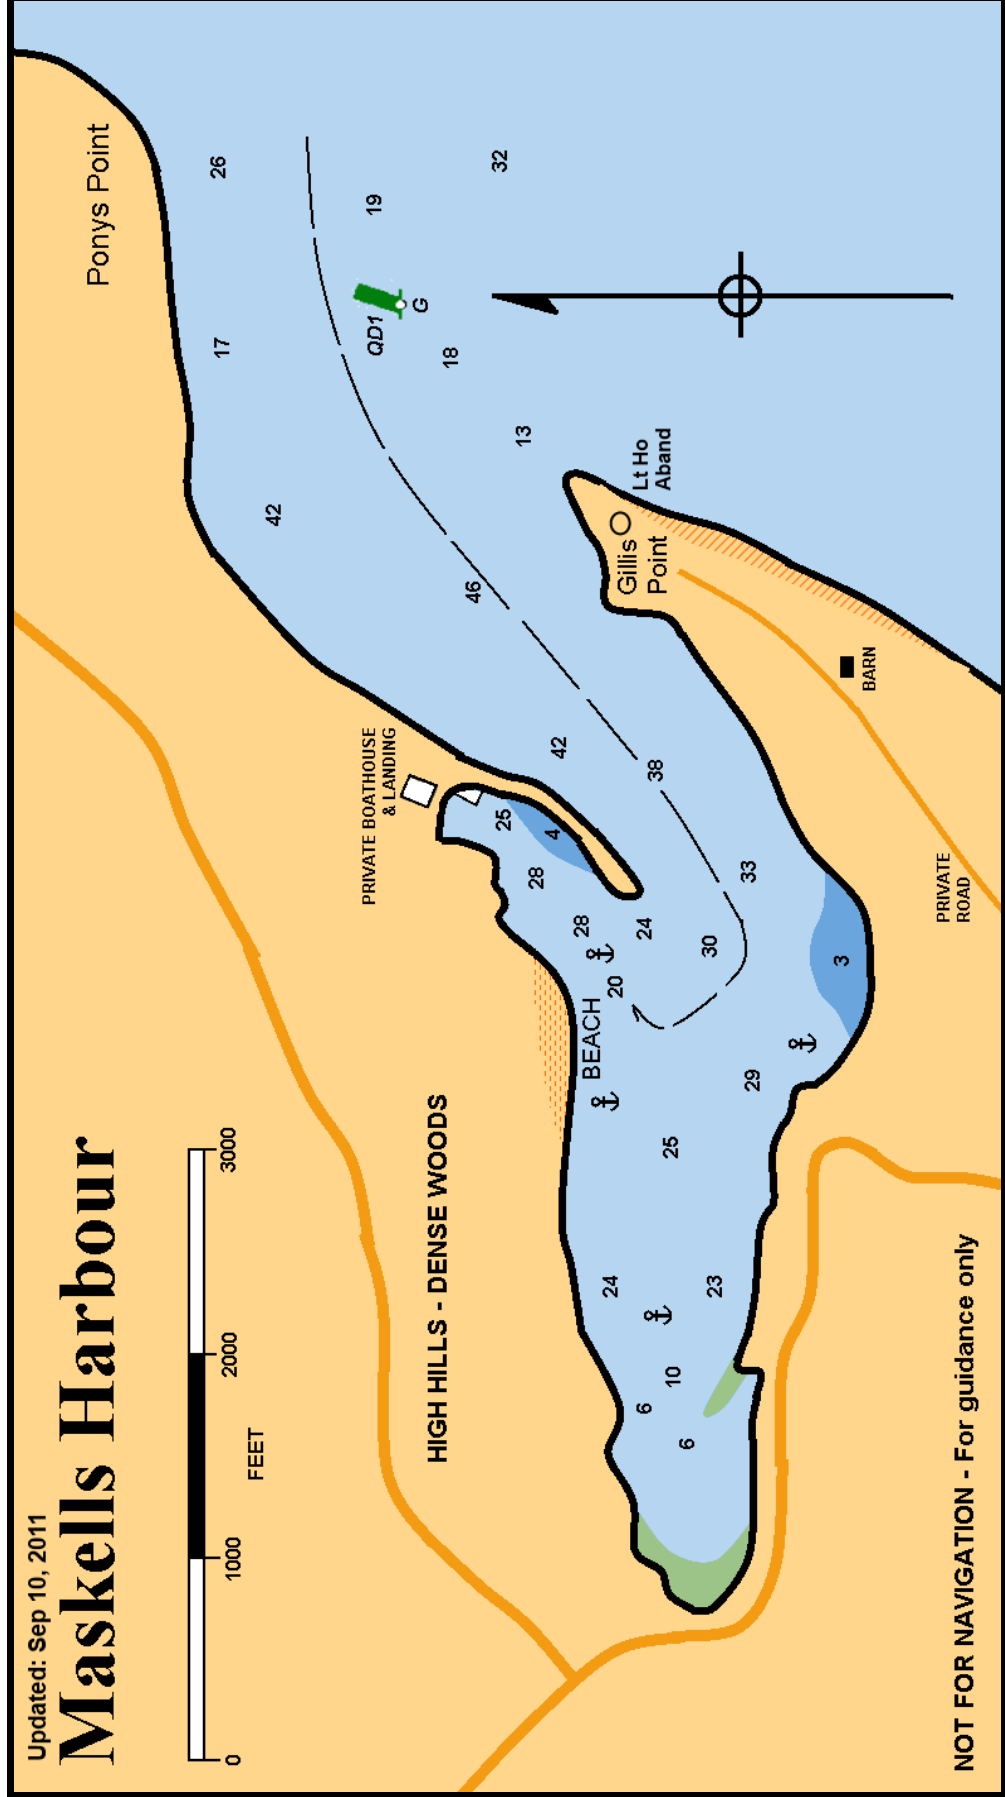 Updated: Sep 10, 2011
Maskells Harbour
0 1000 2000 3000
FEET
HIGH HILLS - DENSE WOODS
PRIVATE BOATHOUSE
& LANDING
Ponys Point
26
17
42
19
32
QD1
G
18
13
46
Lt Ho
Aband
Gillis
Point
BARN
PRIVATE
ROAD
42
38
33
25
4
28
28
24
30
20
3
BEACH
29
25
24
23
10
6
6
NOT FOR NAVIGATION - For guidance only